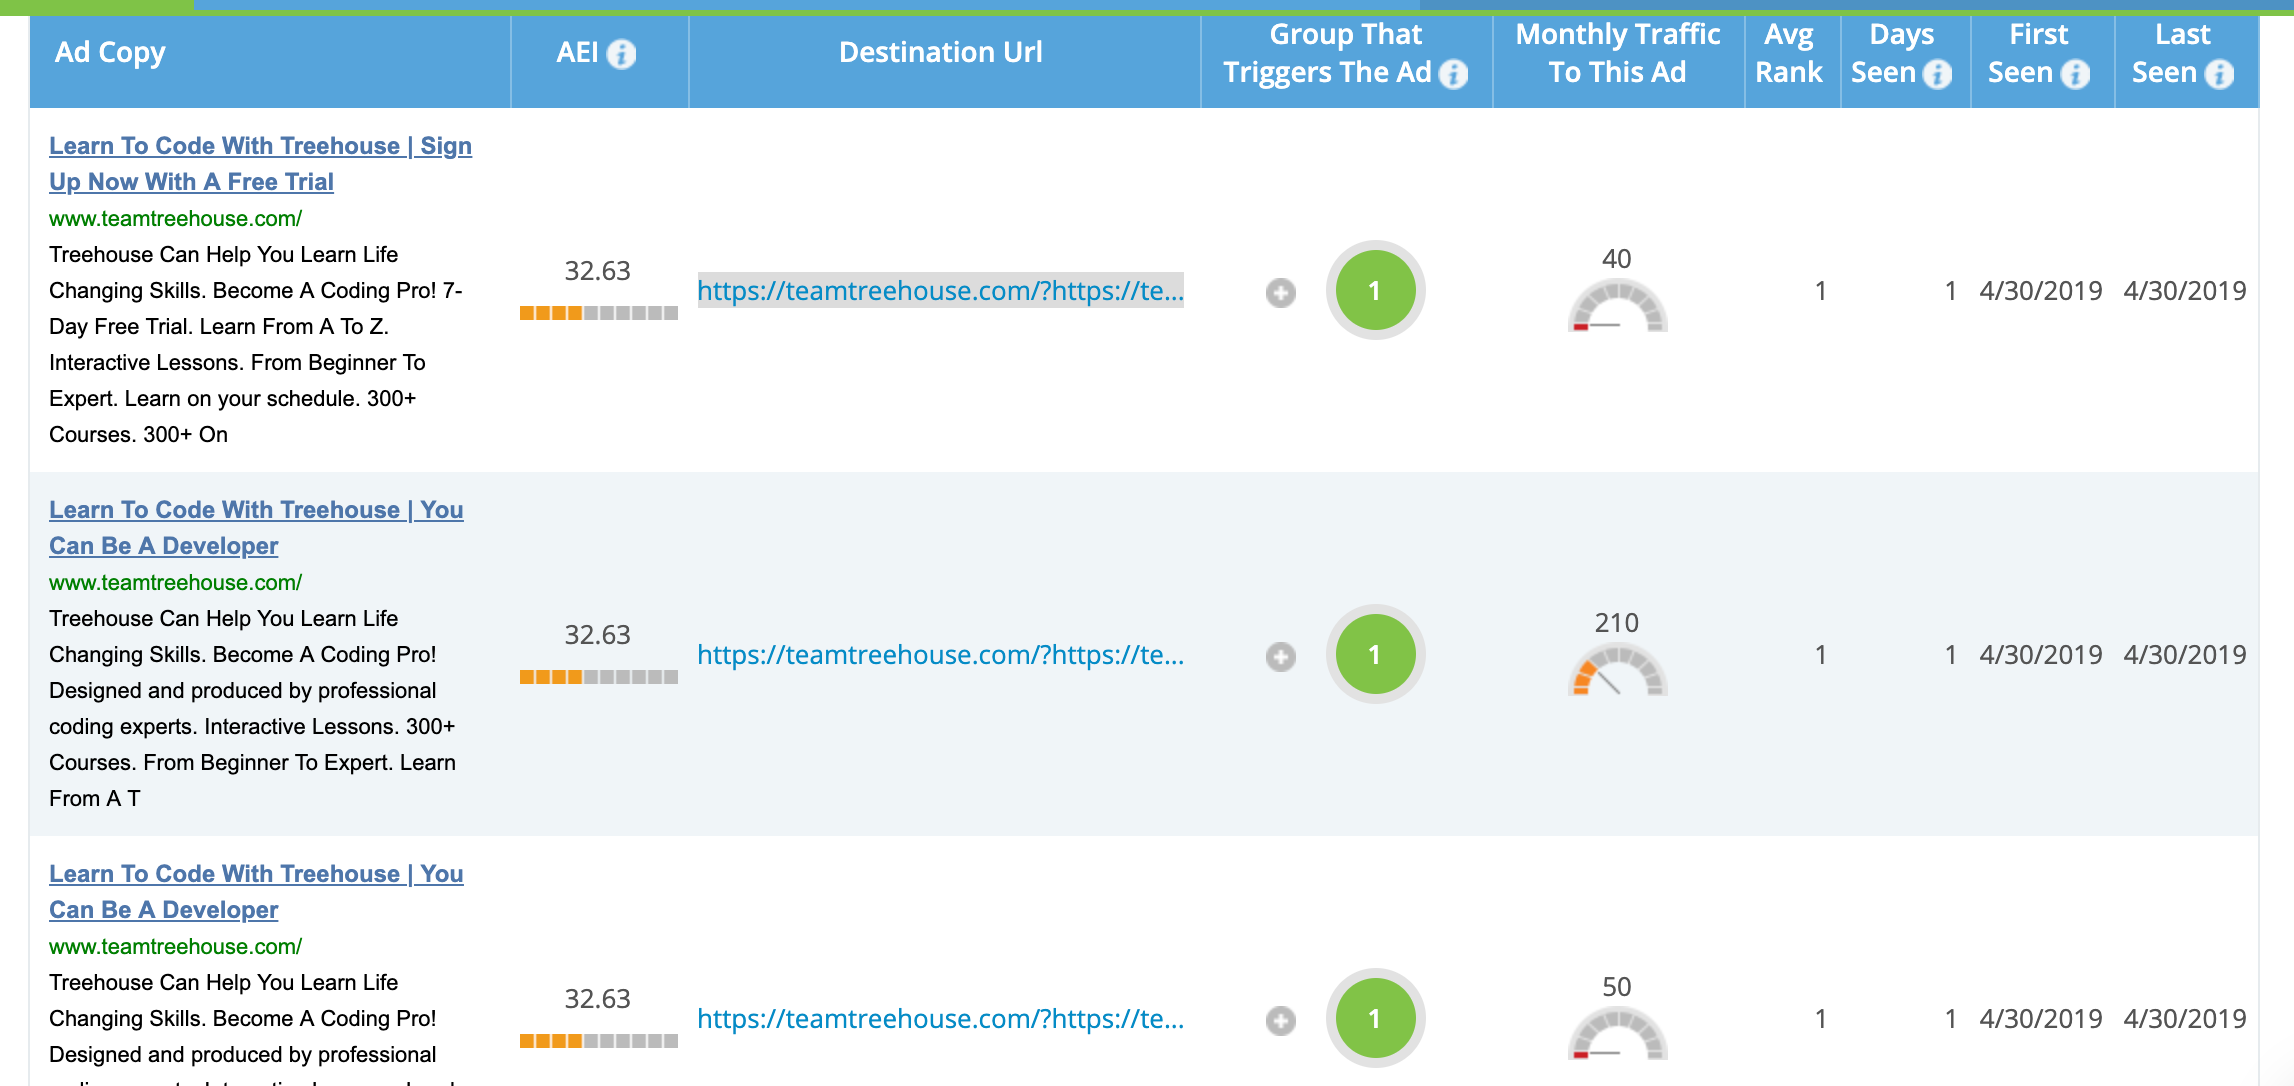 Ad Copy
AEI
Destination Url
Group That
Triggers The Ad
Monthly Traffic
To This Ad
Avg
Rank
Days
Seen
First
Seen
Last
Seen
Learn To Code With Treehouse | Sign
Up Now With A Free Trial
www.teamtreehouse.com/
Treehouse Can Help You Learn Life
Changing Skills. Become A Coding Pro! 7-
Day Free Trial. Learn From A To Z.
Interactive Lessons. From Beginner To
Expert. Learn on your schedule. 300+
Courses. 300+ On
32.63
https://teamtreehouse.com/?https://te...
1
40
1
1
4/30/2019
4/30/2019
Learn To Code With Treehouse | You
Can Be A Developer
www.teamtreehouse.com/
Treehouse Can Help You Learn Life
Changing Skills. Become A Coding Pro!
Designed and produced by professional
coding experts. Interactive Lessons. 300+
Courses. From Beginner To Expert. Learn
From A T
32.63
https://teamtreehouse.com/?https://te...
1
210
1
1
4/30/2019
4/30/2019
Learn To Code With Treehouse | You
Can Be A Developer
www.teamtreehouse.com/
Treehouse Can Help You Learn Life
Changing Skills. Become A Coding Pro!
Designed and produced by professional
32.63
https://teamtreehouse.com/?https://te...
1
50
1
1
4/30/2019
4/30/2019